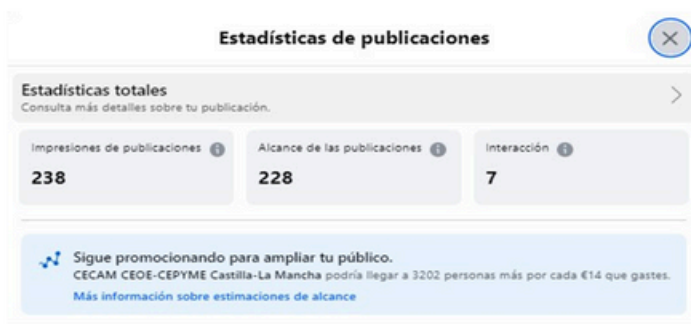 Estadísticas de publicaciones
Estadísticas totales
Consulta más detalles sobre tu publicación.
Impresiones de publicaciones
Alcance de las publicaciones
Interacción
238
228
7
Sigue promocionando para ampliar tu público.
CECAM CEOE-CEPYME Castilla-La Mancha podría llegar a 3202 personas más por cada €14 que gastes.
Más información sobre estimaciones de alcance